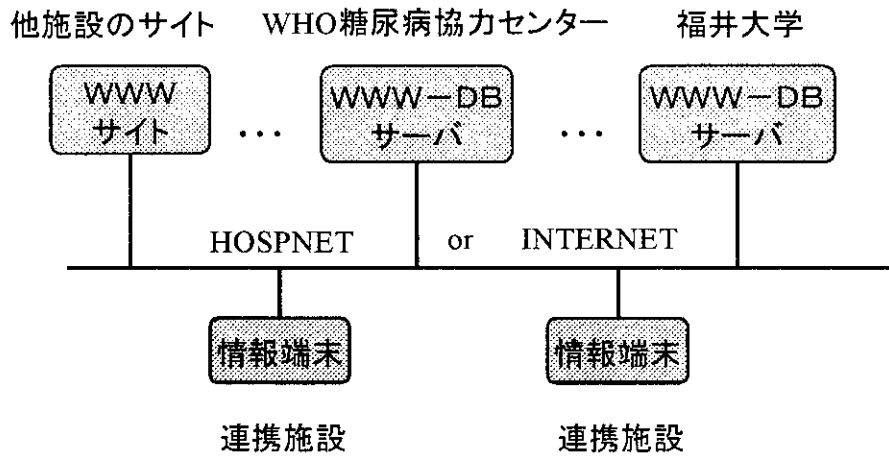 他施設のサイト WHO糖尿病協力センター 福井大学
WWW
サイト
…
WWW－DB
サーバ
…
WWW－DB
サーバ
HOSPNET or INTERNET
情報端末 情報端末
連携施設 連携施設